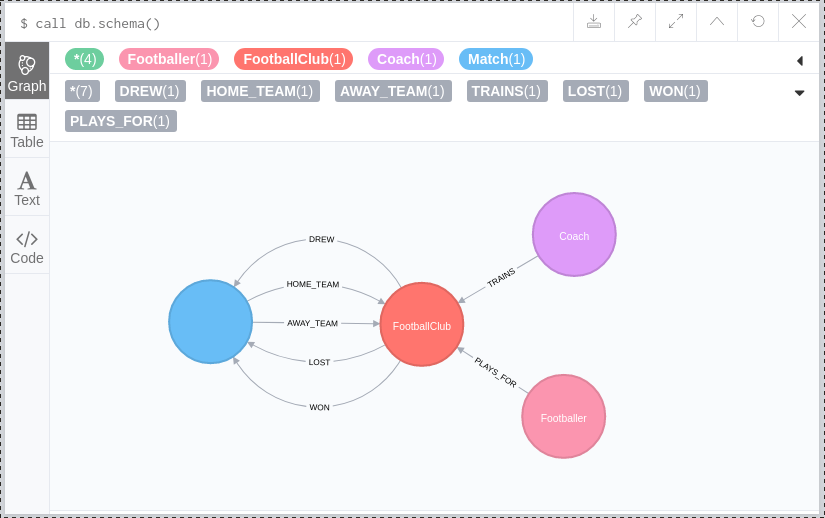 $ call db.schema()
Graph
Table
Text
Code
*(4) Footballer(1) FootballClub(1) Coach(1) Match(1)
*(7) DREW(1) HOME_TEAM(1) AWAY_TEAM(1) TRAINS(1) LOST(1) WON(1)
PLAYS_FOR(1)
Coach
DREW
TRAINS
HOME_TEAM
AWAY_TEAM
FootballClub
LOST
PLAYS_FOR
WON
Footballer